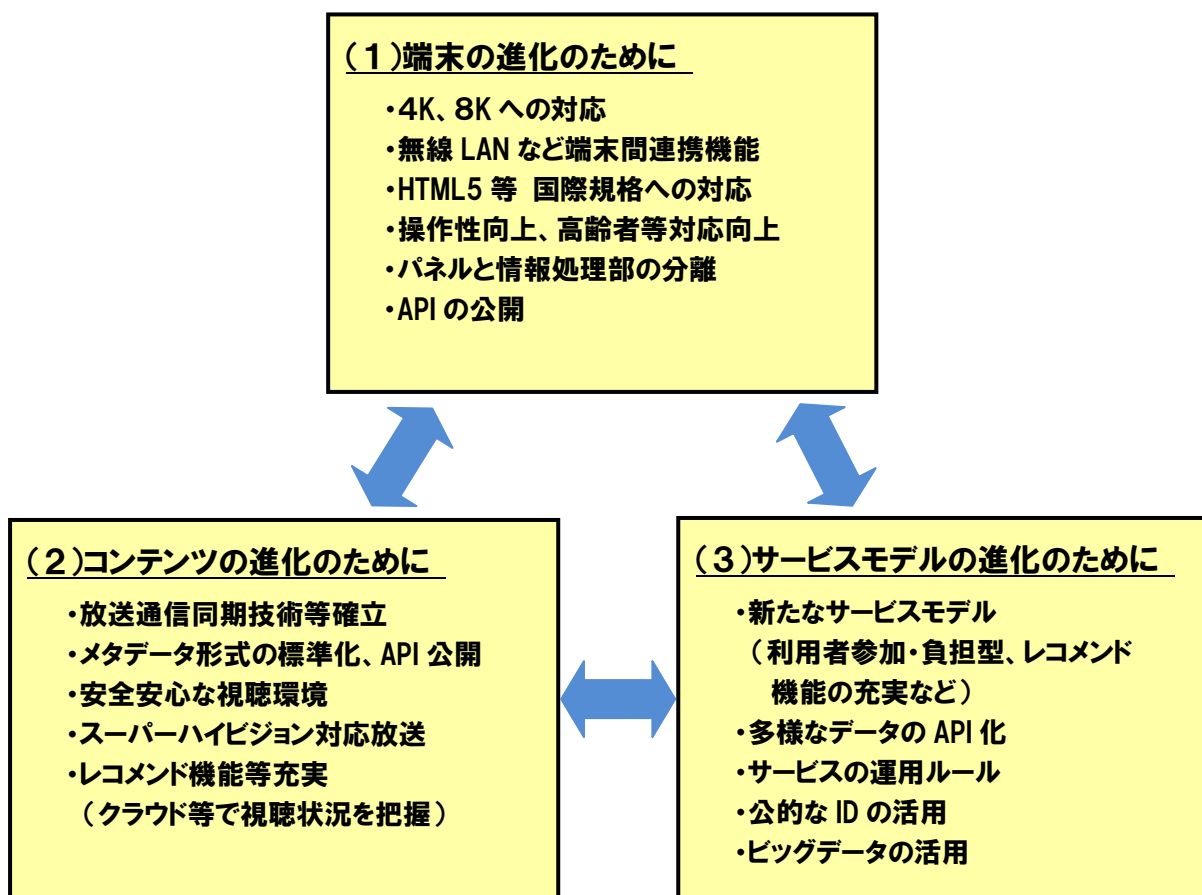 (1)端末の進化のために
・4K、8K への対応
・無線 LAN など端末間連携機能
・HTML5 等 国際規格への対応
・操作性向上、高齢者等対応向上
・パネルと情報処理部の分離
・API の公開
(2)コンテンツの進化のために
・放送通信同期技術等確立
・メタデータ形式の標準化、API 公開
・安全安心な視聴環境
・スーパーハイビジョン対応放送
・レコメンド機能等充実
(クラウド等で視聴状況を把握)
(3)サービスモデルの進化のために
・新たなサービスモデル
(利用者参加・負担型、レコメンド
機能の充実など)
・多様なデータの API 化
・サービスの運用ルール
・公的な ID の活用
・ビッグデータの活用